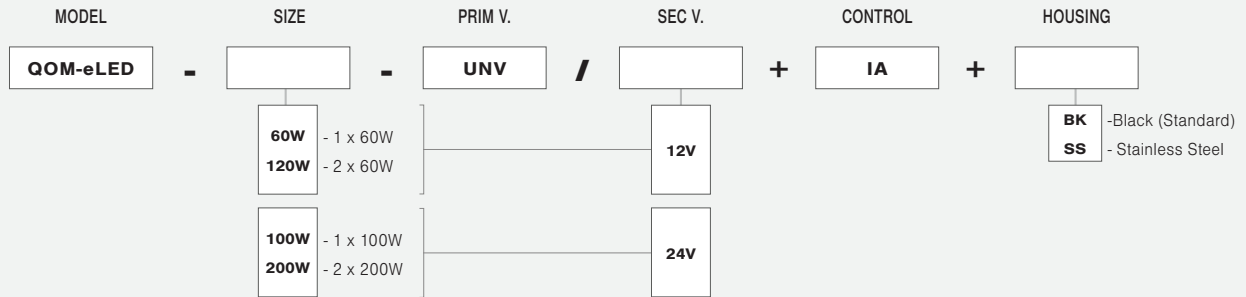 MODEL SIZE PRIM V. SEC V. CONTROL HOUSING
QOM-eLED - - UNV / + IA +
60W - 1 x 60W
120W - 2 x 60W
12V
BK -Black (Standard)
SS - Stainless Steel
100W - 1 x 100W
200W - 2 x 200W
24V